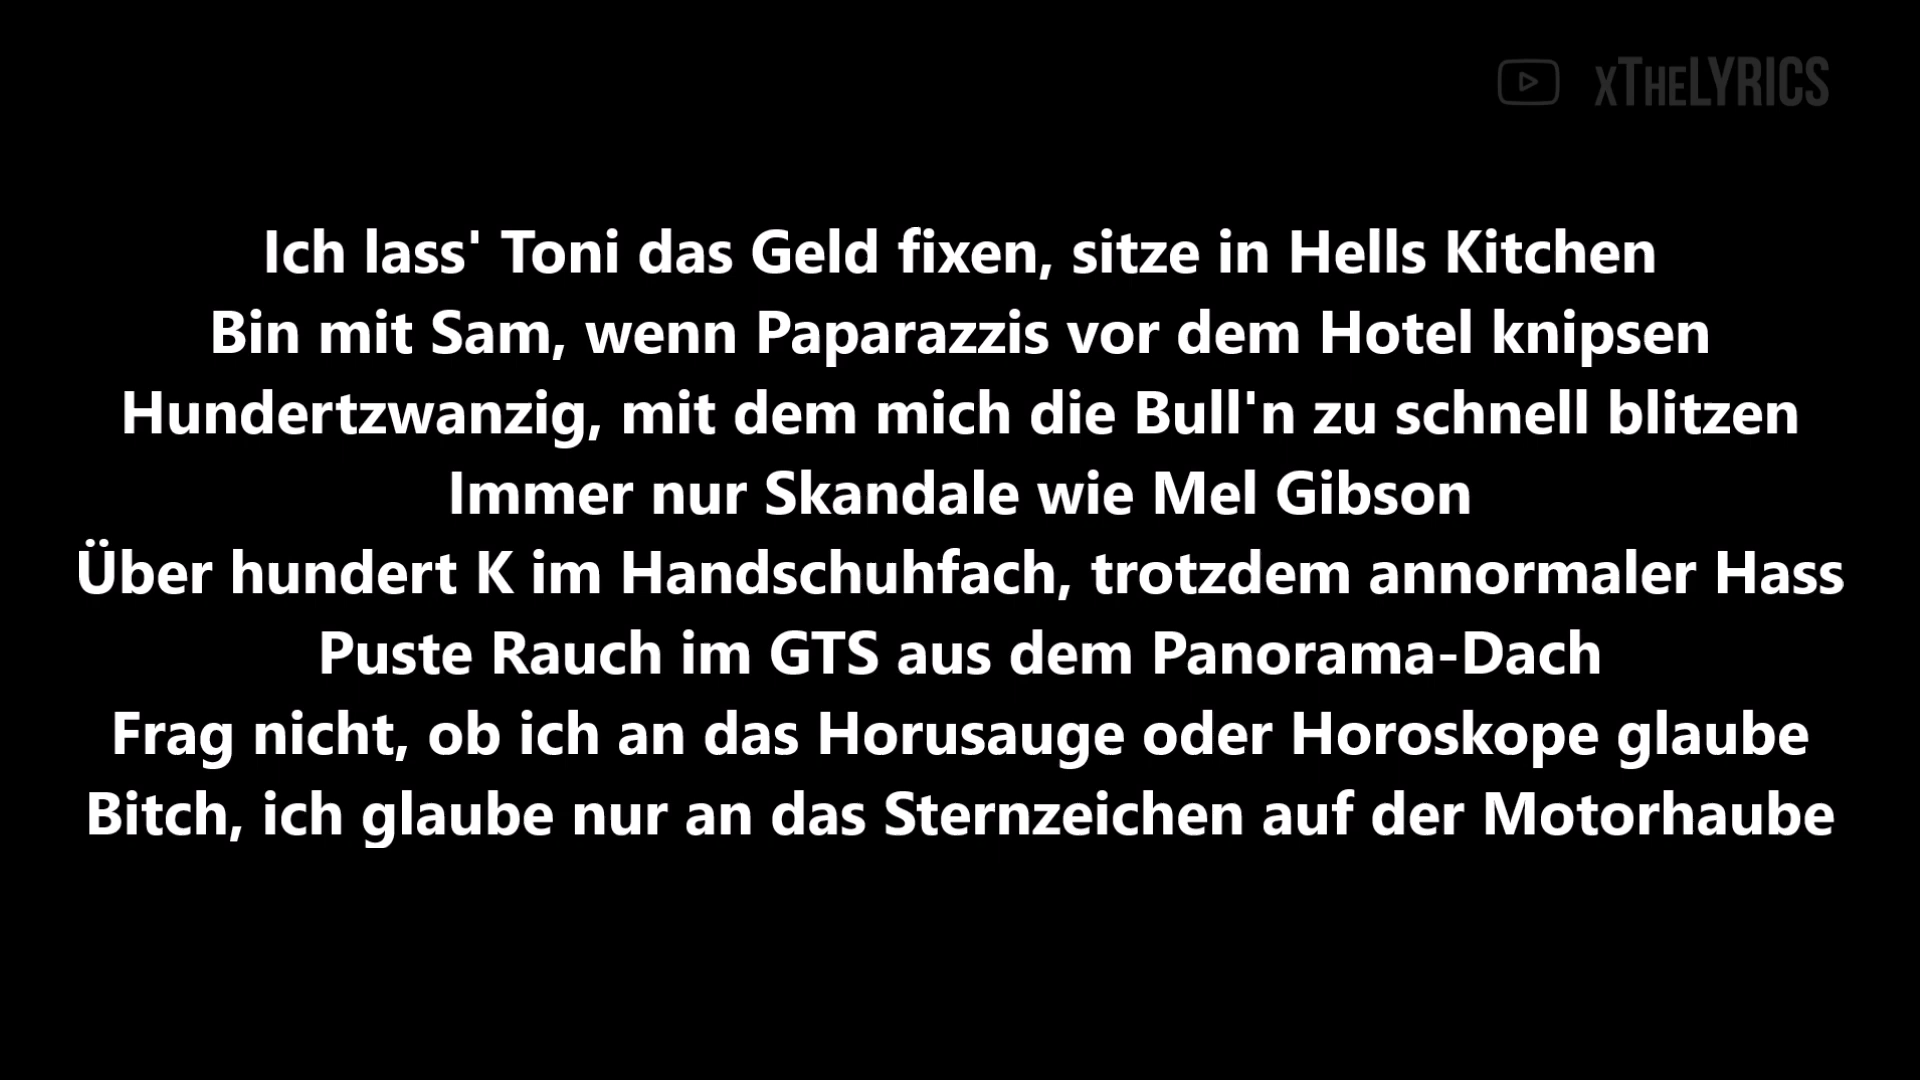 xTheLYRICS
Ich lass' Toni das Geld fixen, sitze in Hells Kitchen
Bin mit Sam, wenn Paparazzis vor dem Hotel knipsen
Hundertzwanzig, mit dem mich die Bull'n zu schnell blitzen
Immer nur Skandale wie Mel Gibson
Über hundert K im Handschuhfach, trotzdem annormaler Hass
Puste Rauch im GTS aus dem Panorama-Dach
Frag nicht, ob ich an das Horusauge oder Horoskope glaube
Bitch, ich glaube nur an das Sternzeichen auf der Motorhaube